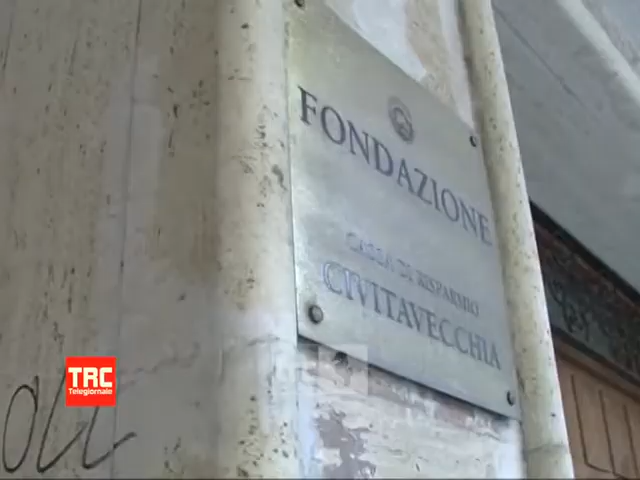 FONDAZIONE
CASSA DI RISPARMIO
CIVITAVECCHIA
TRC
Telegiornale